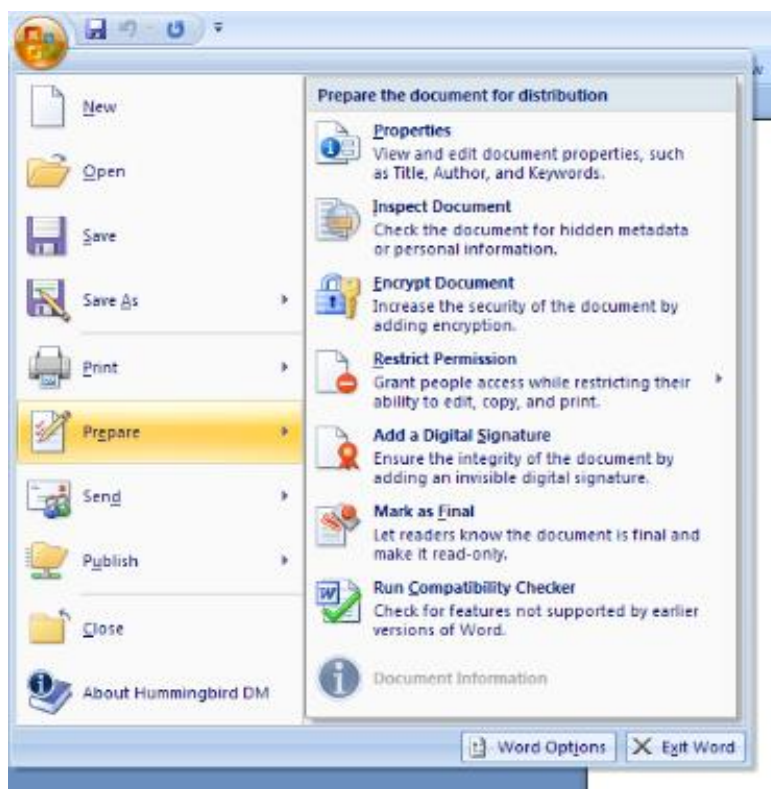 New
Open
Save
Save As
Print
Prepare
Send
Publish
Close
About Hummingbird DM
Prepare the document for distribution
Properties
View and edit document properties, such
as Title, Author, and Keywords.
Inspect Document
Check the document for hidden metadata
or personal information.
Encrypt Document
Increase the security of the document by
adding encryption.
Restrict Permission
Grant people access while restricting their
ability to edit, copy, and print.
Add a Digital Signature
Ensure the integrity of the document by
adding an invisible digital signature.
Mark as Final
Let readers know the document is final and
make it read-only.
Run Compatibility Checker
Check for features not supported by earlier
versions of Word.
Document Information
Word Options
Exit Word